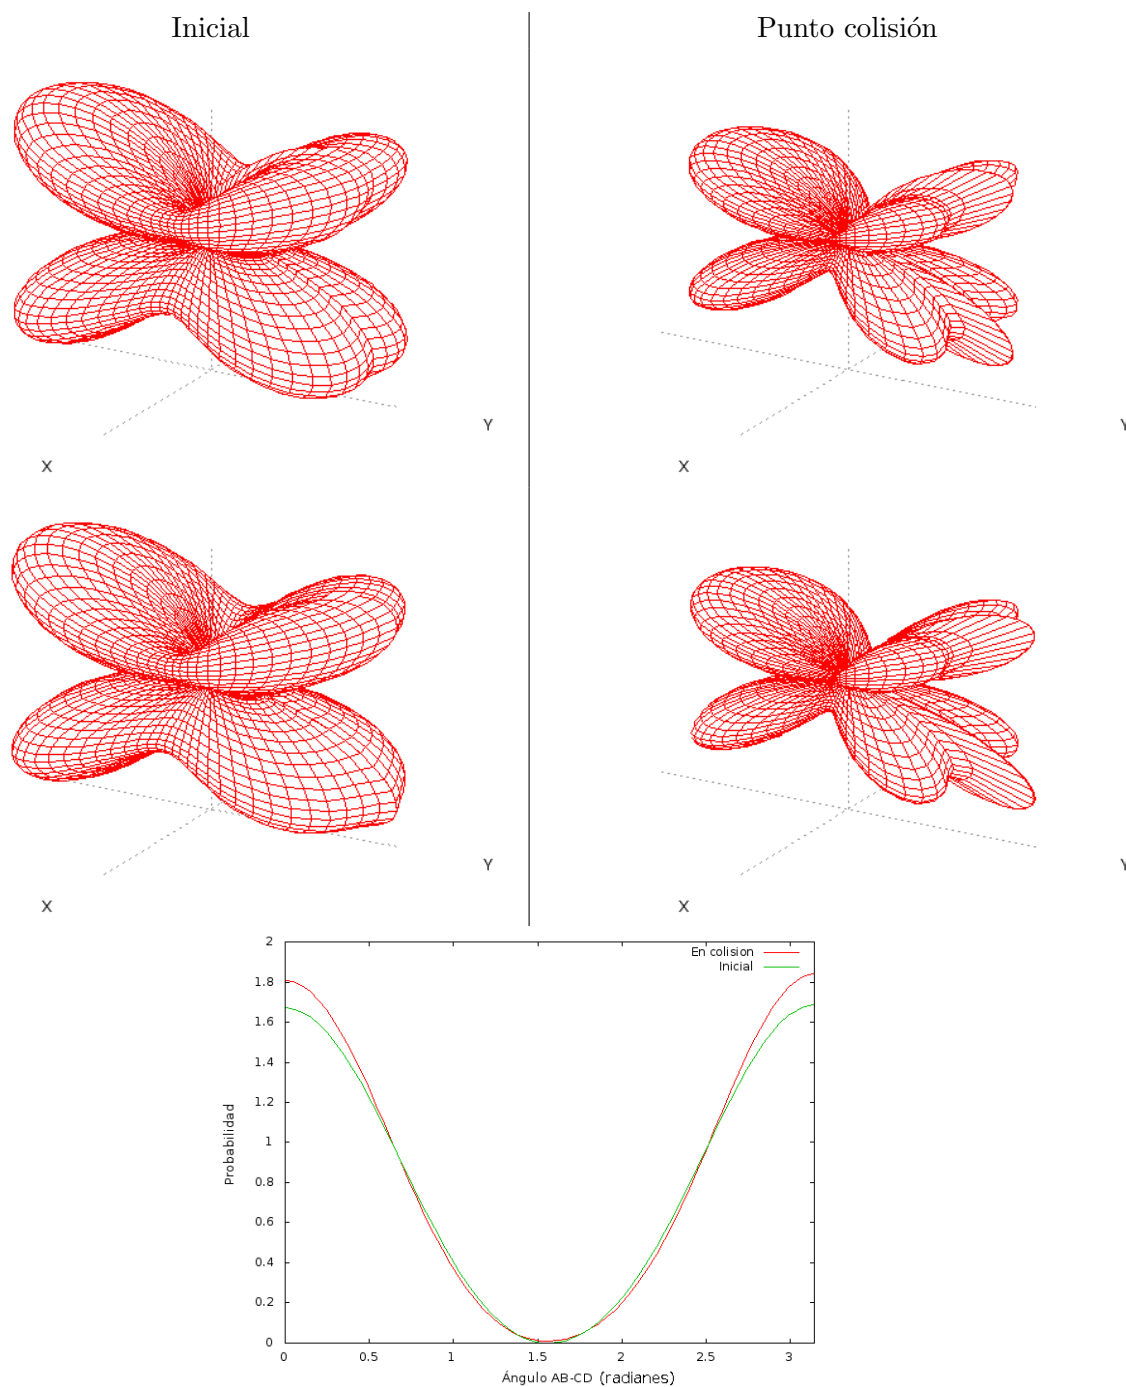 Inicial Punto colisión
Y Y
X X
Y Y
X X
2
En colision
Inicial
1.8
1.6
1.4
1.2
1
Probabilidad
0.8
0.6
0.4
0.2
0
0 0.5 1 1.5 2 2.5 3
Ángulo AB-CD (radianes)